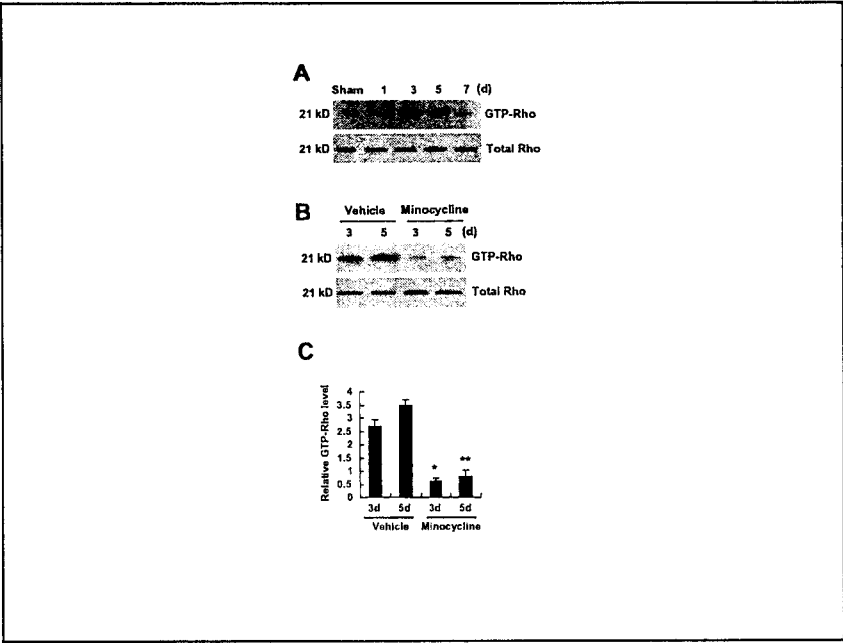 A
Sham 1 3 5 7 (d)
21 kD GTP-Rho
21 kD Total Rho
B Vehicle Minocycline
3 5 3 5 (d)
21 kD GTP-Rho
21 kD Total Rho
C
Relative GTP-Rho level
4
3.5
3
2.5
2
1.5
1
0.5
0
* **
3d 5d 3d 5d
Vehicle Minocycline